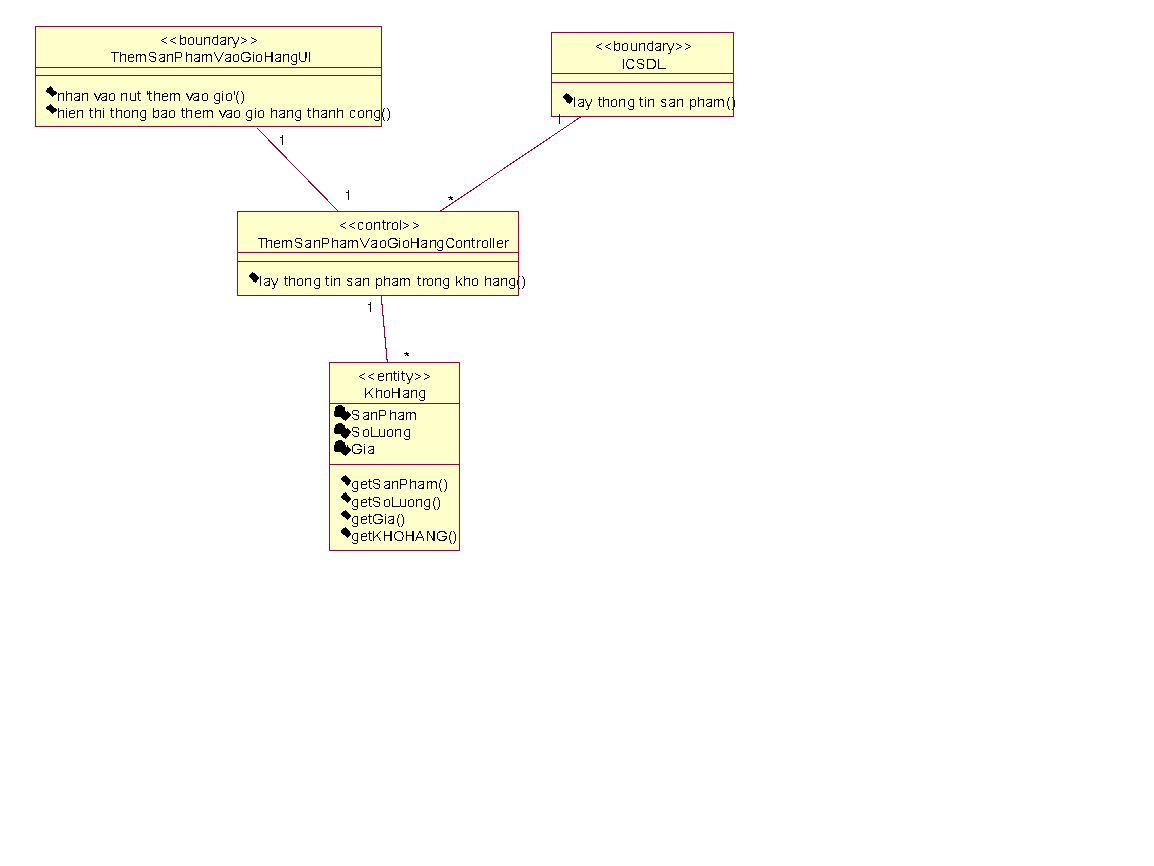 <<boundary>>
ThemSanPhamVaoGioHangUI
nhan vao nut 'them vao gio'()
hien thi thong bao them vao gio hang thanh cong()
<<boundary>>
ICSDL
lay thong tin san pham()
1
1
1
*
<<control>>
ThemSanPhamVaoGioHangController
lay thong tin san pham trong kho hang()
1
*
<<entity>>
KhoHang
SanPham
SoLuong
Gia
getSanPham()
getSoLuong()
getGia()
getKHOHANG()